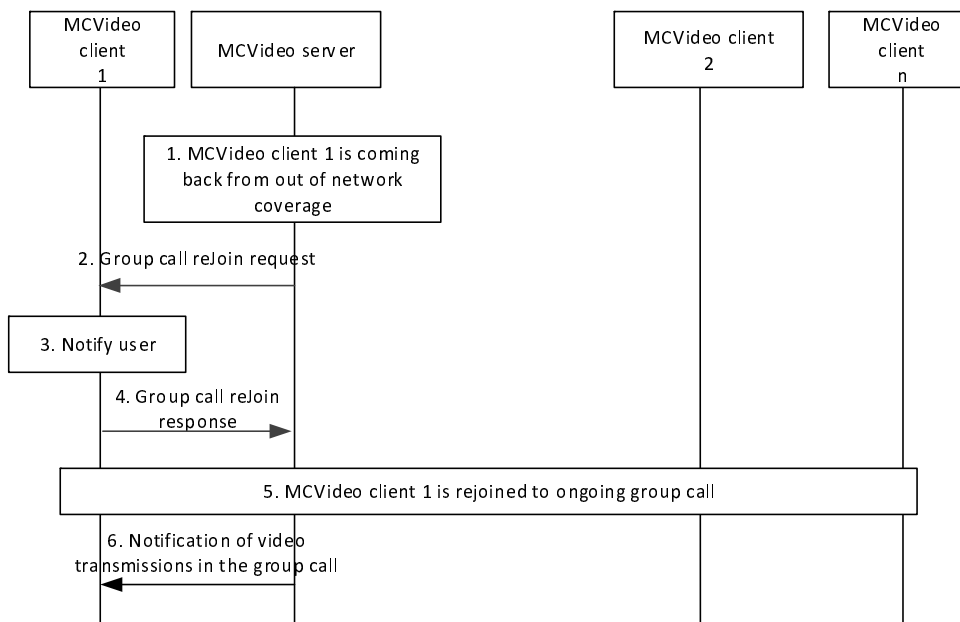 MCVideo
client
1
MCVideo server
MCVideo client
2
MCVideo
client
n
1. MCVideo client 1 is coming
back from out of network
coverage
2. Group call reJoin request
3. Notify user
4. Group call reJoin
response
5. MCVideo client 1 is rejoined to ongoing group call
6. Notification of video
transmissions in the group call